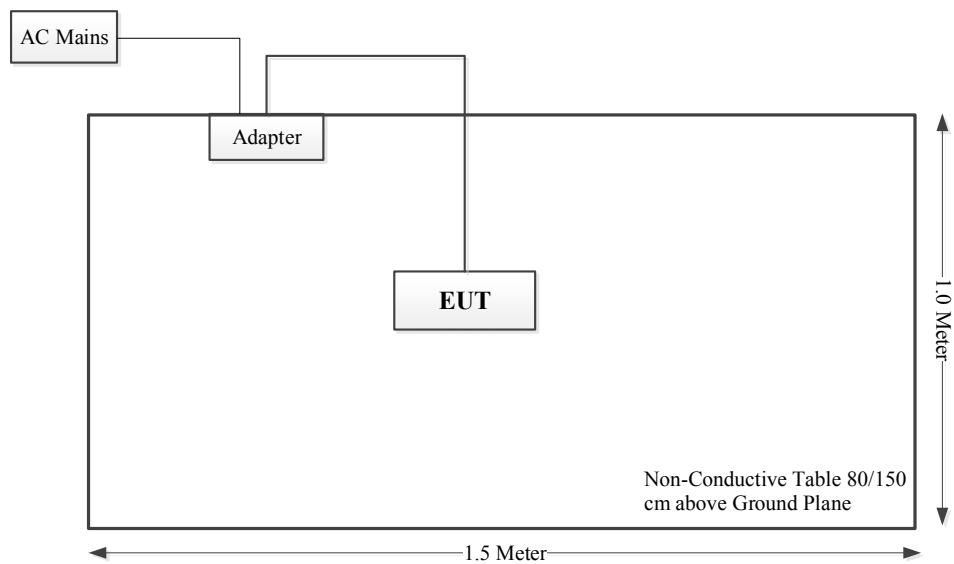 AC Mains
Adapter
EUT
1.0 Meter
Non-Conductive Table 80/150
cm above Ground Plane
1.5 Meter